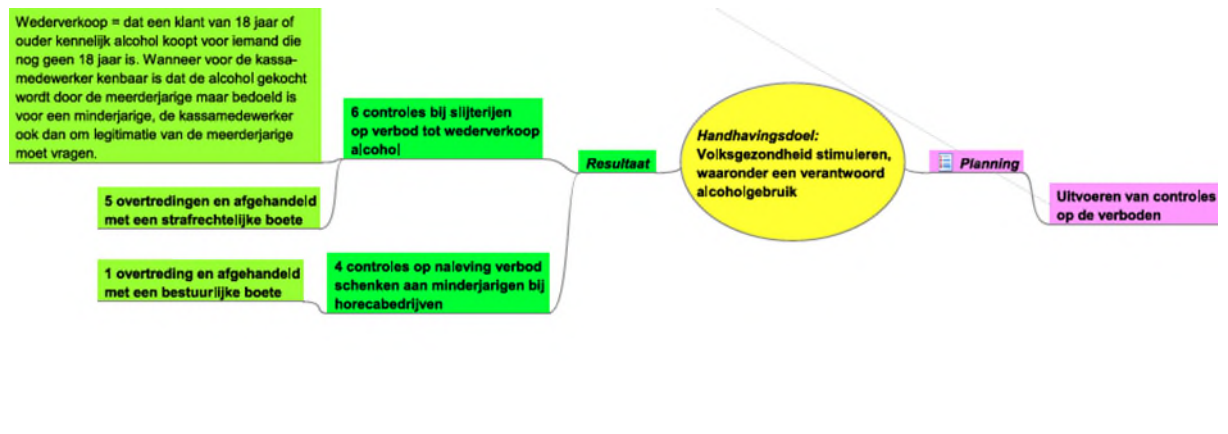 Wederverkoop = dat een klant van 18 jaar of
ouder kennelijk alcohol koopt voor iemand die
nog geen 18 jaar is. Wanneer voor de kassa-
medewerker kenbaar is dat de alcohol gekocht
wordt door de meerderjarige maar bedoeld is
voor een minderjarige, de kassamedewerker
ook dan om legitimatie van de meerderjarige
moet vragen.
6 controles bij slijterijen
op verbod tot wederverkoop
alcohol
5 overtredingen en afgehandeld
met een strafrechtelijke boete
1 overtreding en afgehandeld
met een bestuurlijke boete
4 controles op naleving verbod
schenken aan minderjarigen bij
horecabedrijven
Resultaat
Handhavingsdoel:
Volksgezondheid stimuleren,
waaronder een verantwoord
alcoholgebruik
Planning
Uitvoeren van controles
op de verboden